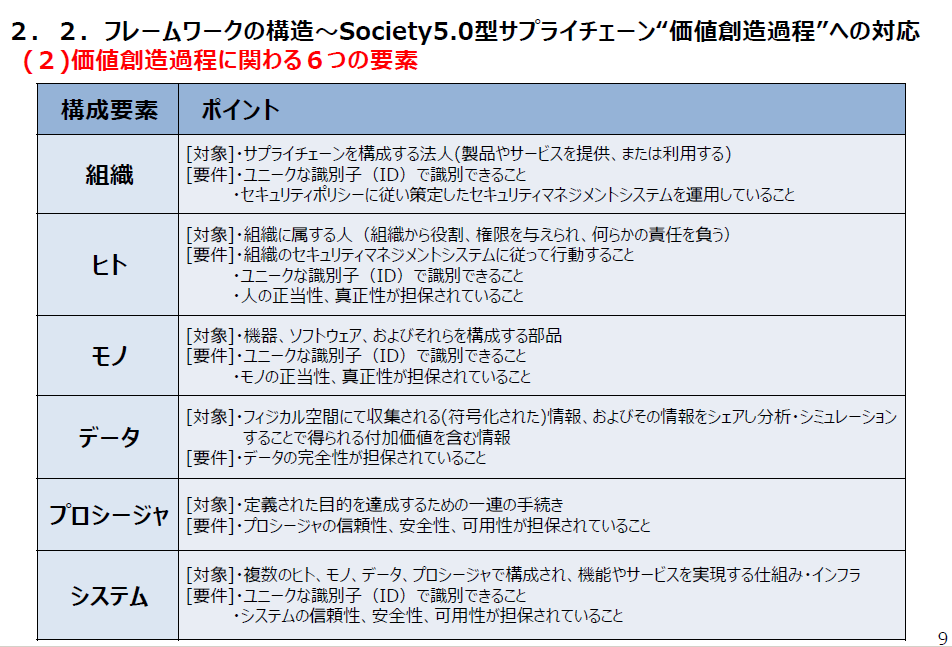 ２．２．フレームワークの構造～Society5.0型サプライチェーン“価値創造過程”への対応
(２)価値創造過程に関わる６つの要素
構成要素 ポイント
組織
[対象]・サプライチェーンを構成する法人(製品やサービスを提供、または利用する)
[要件]・ユニークな識別子（ID）で識別できること
・セキュリティポリシーに従い策定したセキュリティマネジメントシステムを運用していること
ヒト
[対象]・組織に属する人（組織から役割、権限を与えられ、何らかの責任を負う）
[要件]・組織のセキュリティマネジメントシステムに従って行動すること
・ユニークな識別子（ID）で識別できること
・人の正当性、真正性が担保されていること
モノ
[対象]・機器、ソフトウェア、およびそれらを構成する部品
[要件]・ユニークな識別子（ID）で識別できること
・モノの正当性、真正性が担保されていること
データ
[対象]・フィジカル空間にて収集される(符号化された)情報、およびその情報をシェアし分析・シミュレーション
することで得られる付加価値を含む情報
[要件]・データの完全性が担保されていること
プロシージャ
[対象]・定義された目的を達成するための一連の手続き
[要件]・プロシージャの信頼性、安全性、可用性が担保されていること
システム
[対象]・複数のヒト、モノ、データ、プロシージャで構成され、機能やサービスを実現する仕組み・インフラ
[要件]・ユニークな識別子（ID）で識別できること
・システムの信頼性、安全性、可用性が担保されていること
9